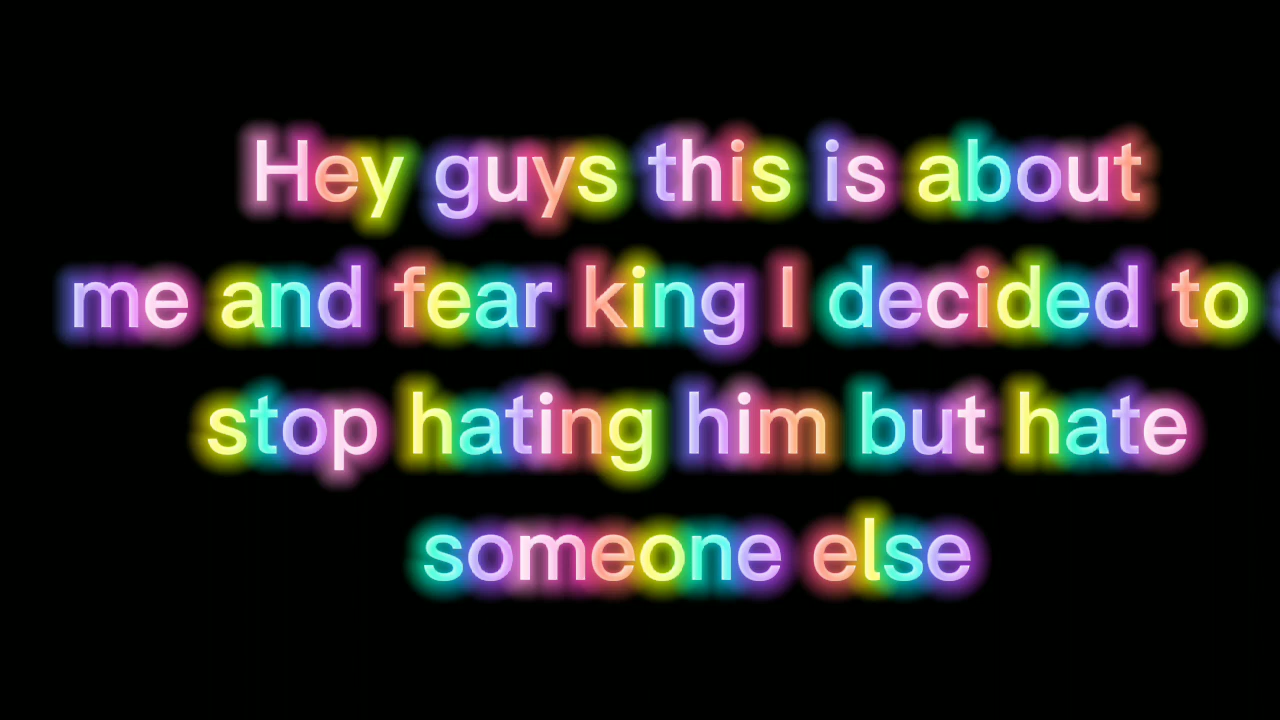 Hey guys this is about
me and fear king I decided to
stop hating him but hate
someone else